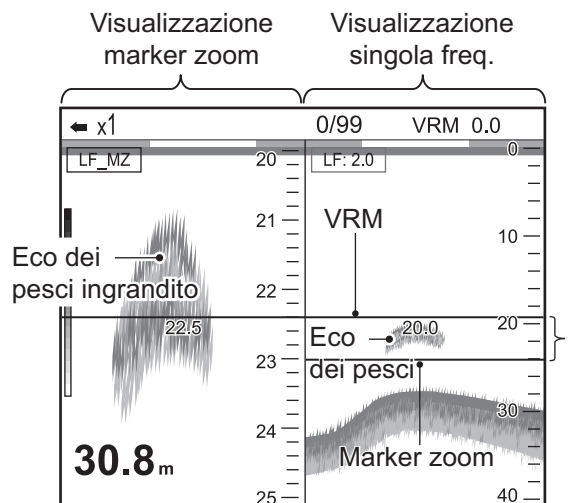 Visualizzazione
marker zoom
Visualizzazione
singola freq.
x1
0/99
VRM 0.0
LF_MZ
LF: 2.0
20
21
22
23
24
25
0
10
20
30
40
VRM
Eco dei
pesci ingrandito
22.5
20.0
Eco
dei pesci
Marker zoom
30.8 m